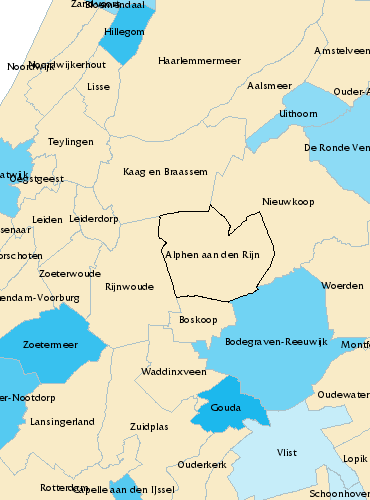 Zandvoort
Bloemendaal
Hillegom
Amstelveen
Noordwijk
Noordwijkerhout
Haarlemmermeer
Lisse
Aalsmeer
Ouder-A
Uithoorn
Teylingen
De Ronde Ven
atwijk
Oegstgeest
Kaag en Braassem
Nieuwkoop
Leiden
Leiderdorp
ssenaar
orschoten
Alphen aan den Rijn
Zoeterwoude
Rijnwoude
Woerden
endam-Voorburg
Boskoop
Zoetermeer
Bodegraven-Reeuwijk
Montf
Waddinxveen
er-Nootdorp
Gouda
Oudewater
Lansingerland
Zuidplas
Vlist
Lopik
Ouderkerk
Rotterdam
Capelle aan den IJssel
Schoonhoven